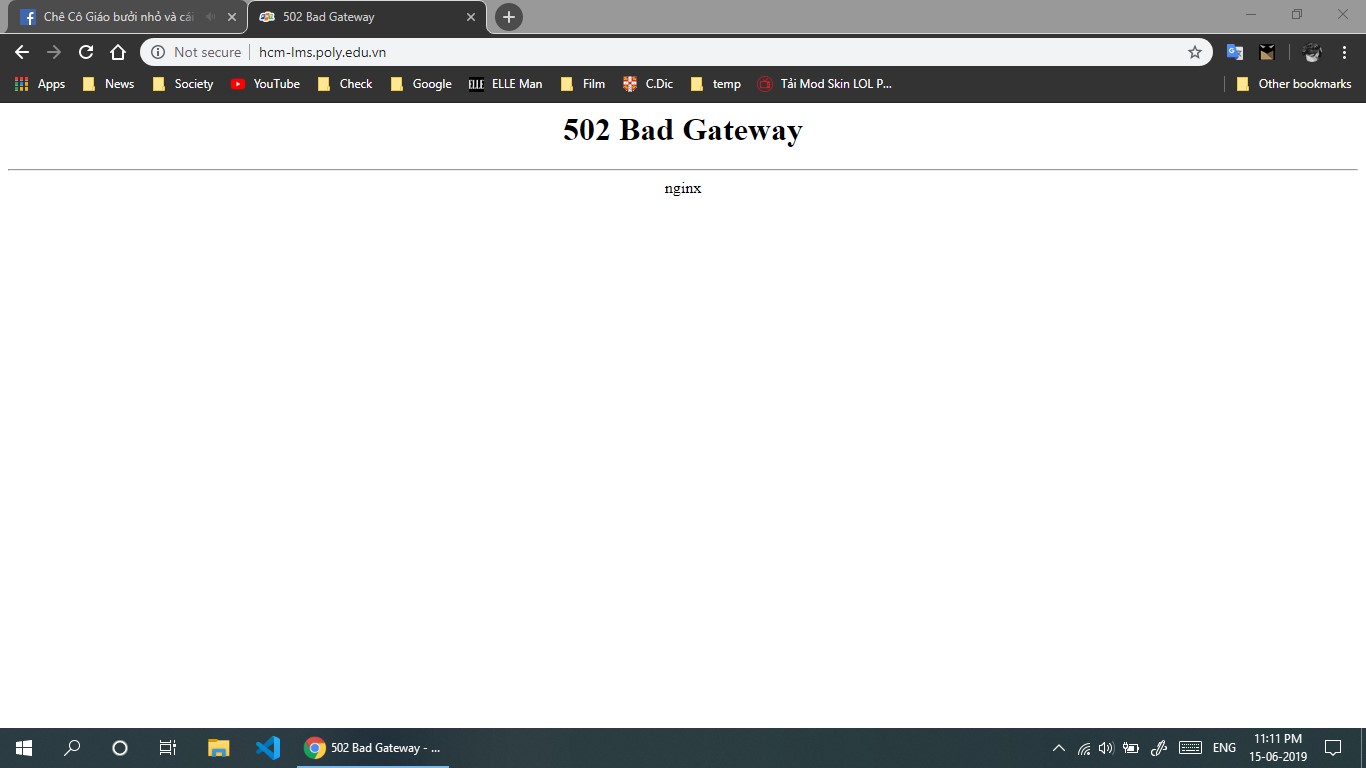 Chê Cô Giáo bưởi nhỏ và cái
502 Bad Gateway
Not secure
hcm-lms.poly.edu.vn
Apps
News
Society
YouTube
Check
Google
ELLE
ELLE Man
Film
C.Dic
temp
Tải Mod Skin LOL P...
Other bookmarks
502 Bad Gateway
nginx
502 Bad Gateway - ...
ENG
11:11 PM
15-06-2019